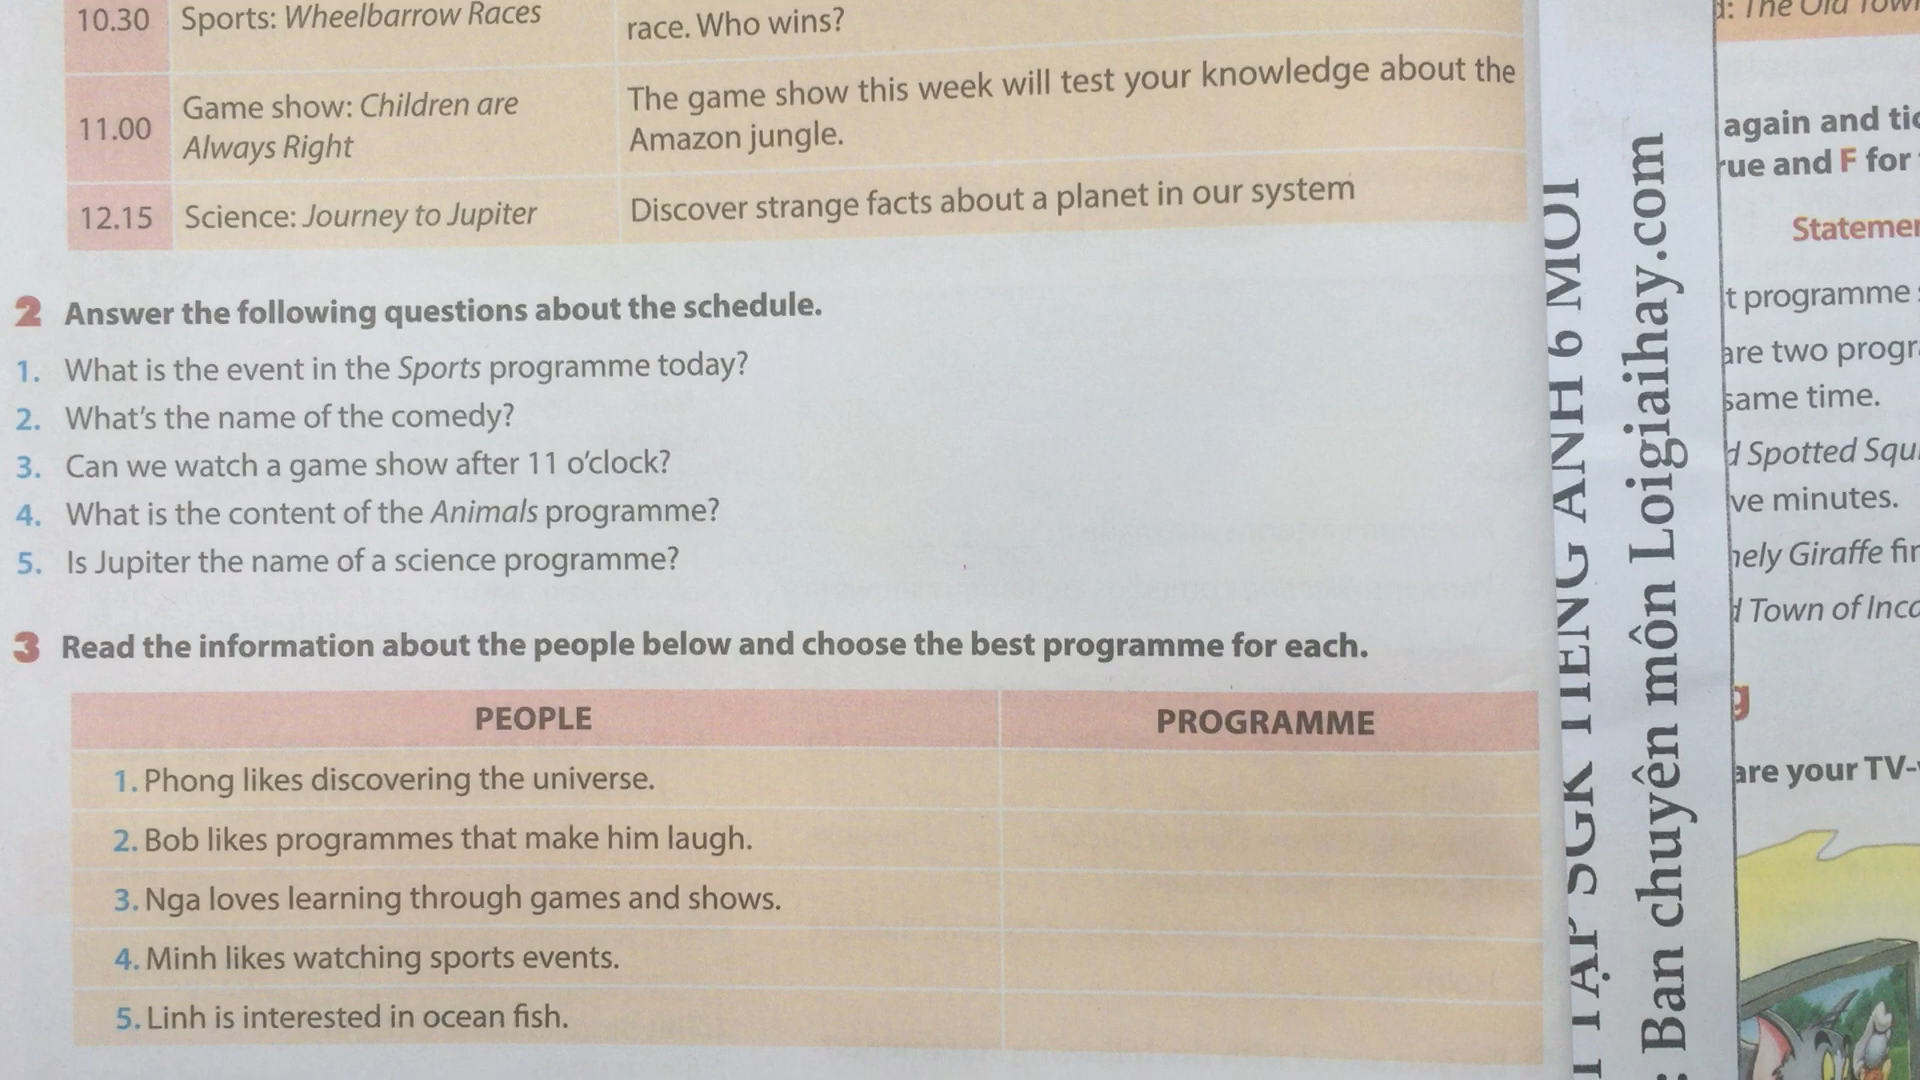 10.30 Sports: Wheelbarrow Races
race. Who wins?
11.00 Game show: Children are
Always Right
The game show this week will test your knowledge about the
Amazon jungle.
12.15 Science: Journey to Jupiter
Discover strange facts about a planet in our system
2 Answer the following questions about the schedule.
1. What is the event in the Sports programme today?
2. What's the name of the comedy?
3. Can we watch a game show after 11 o'clock?
4. What is the content of the Animals programme?
5. Is Jupiter the name of a science programme?
3 Read the information about the people below and choose the best programme for each.
PEOPLE PROGRAMME
1. Phong likes discovering the universe.
2. Bob likes programmes that make him laugh.
3. Nga loves learning through games and shows.
4. Minh likes watching sports events.
5. Linh is interested in ocean fish.
TẬP SGK TIẾNG ANH 6 MỚI
: Ban chuyên môn Loigiaihay.com
: The Old
again and
and F for
programme
are two
same time.
Spotted
minutes.
Giraffe
Town of
are your TV-